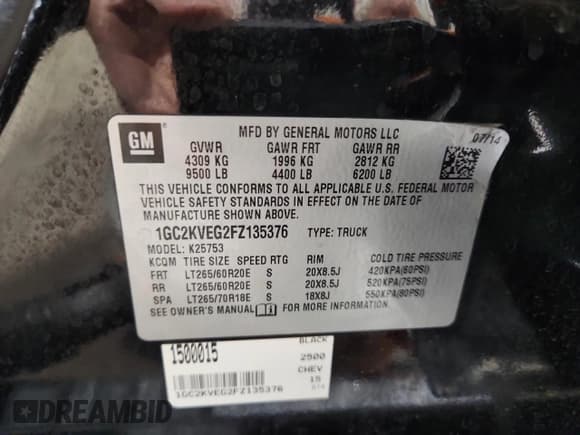 GM
MFD BY GENERAL MOTORS LLC
07/14
GVWR GAWR FRT GAWR RR
4309 KG 1996 KG 2812 KG
9500 LB 4400 LB 6200 LB
THIS VEHICLE CONFORMS TO ALL APPLICABLE U.S. FEDERAL MOTOR
VEHICLE SAFETY STANDARDS IN EFFECT ON THE DATE OF
MANUFACTURE SHOWN ABOVE.
1GC2KVEG2FZ135376 TYPE: TRUCK
MODEL: K25753
KCQM TIRE SIZE SPEED RTG RIM COLD TIRE PRESSURE
FRT LT265/60R20E S 20X8.5J 420KPA(60PSI)
RR LT265/60R20E S 20X8.5J 520KPA(75PSI)
SPA LT265/70R18E S 18X8J 550KPA(80PSI)
SEE OWNER'S MANUAL FOR MORE INFORMATION.
BLACK
1500015 2500
CHEV
15
1GC2KVEG2FZ135376
DREAMBID